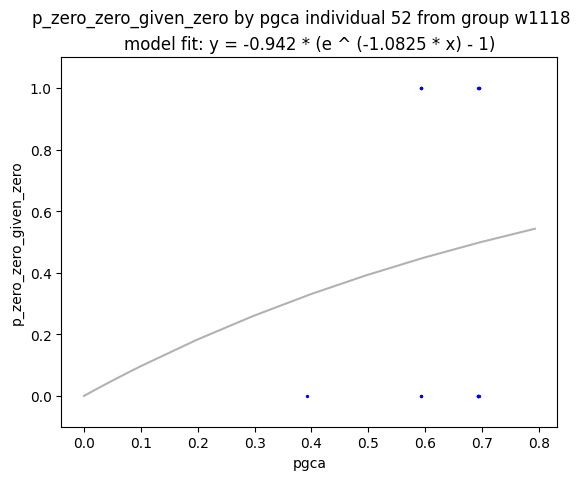 p_zero_zero_given_zero by pgca individual 52 from group w1118
model fit: y = -0.942 * (e ^ (-1.0825 * x) - 1)
p_zero_zero_given_zero
1.0
0.8
0.6
0.4
0.2
0.0
0.0 0.1 0.2 0.3 0.4 0.5 0.6 0.7 0.8
pgca